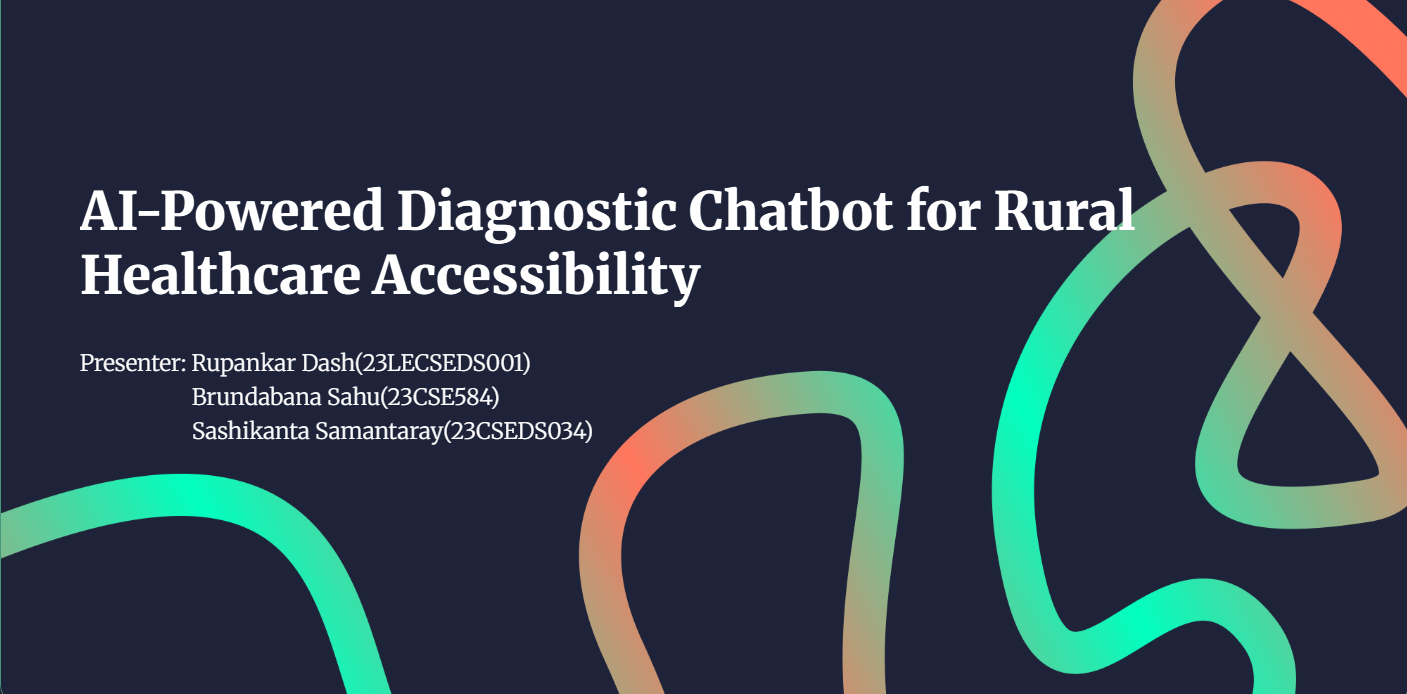 AI-Powered Diagnostic Chatbot for Rural
Healthcare Accessibility
Presenter: Rupankar Dash(23LECSEDS001)
Brundabana Sahu(23CSE584)
Sashikanta Samantaray(23CSEDS034)